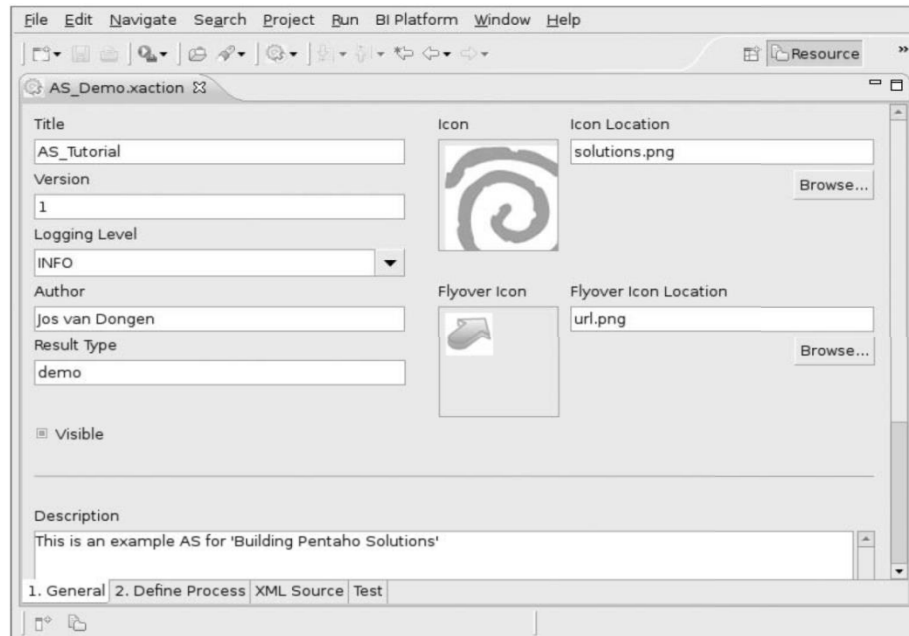 File Edit Navigate Search Project Run BI Platform Window Help
Resource »
AS_Demo.xaction
Title
AS_Tutorial
Version
1
Logging Level
INFO
Author
Jos van Dongen
Result Type
demo
Visible
Icon
Icon Location
solutions.png
Browse...
Flyover Icon
Flyover Icon Location
url.png
Browse...
Description
This is an example AS for 'Building Pentaho Solutions'
1. General 2. Define Process XML Source Test